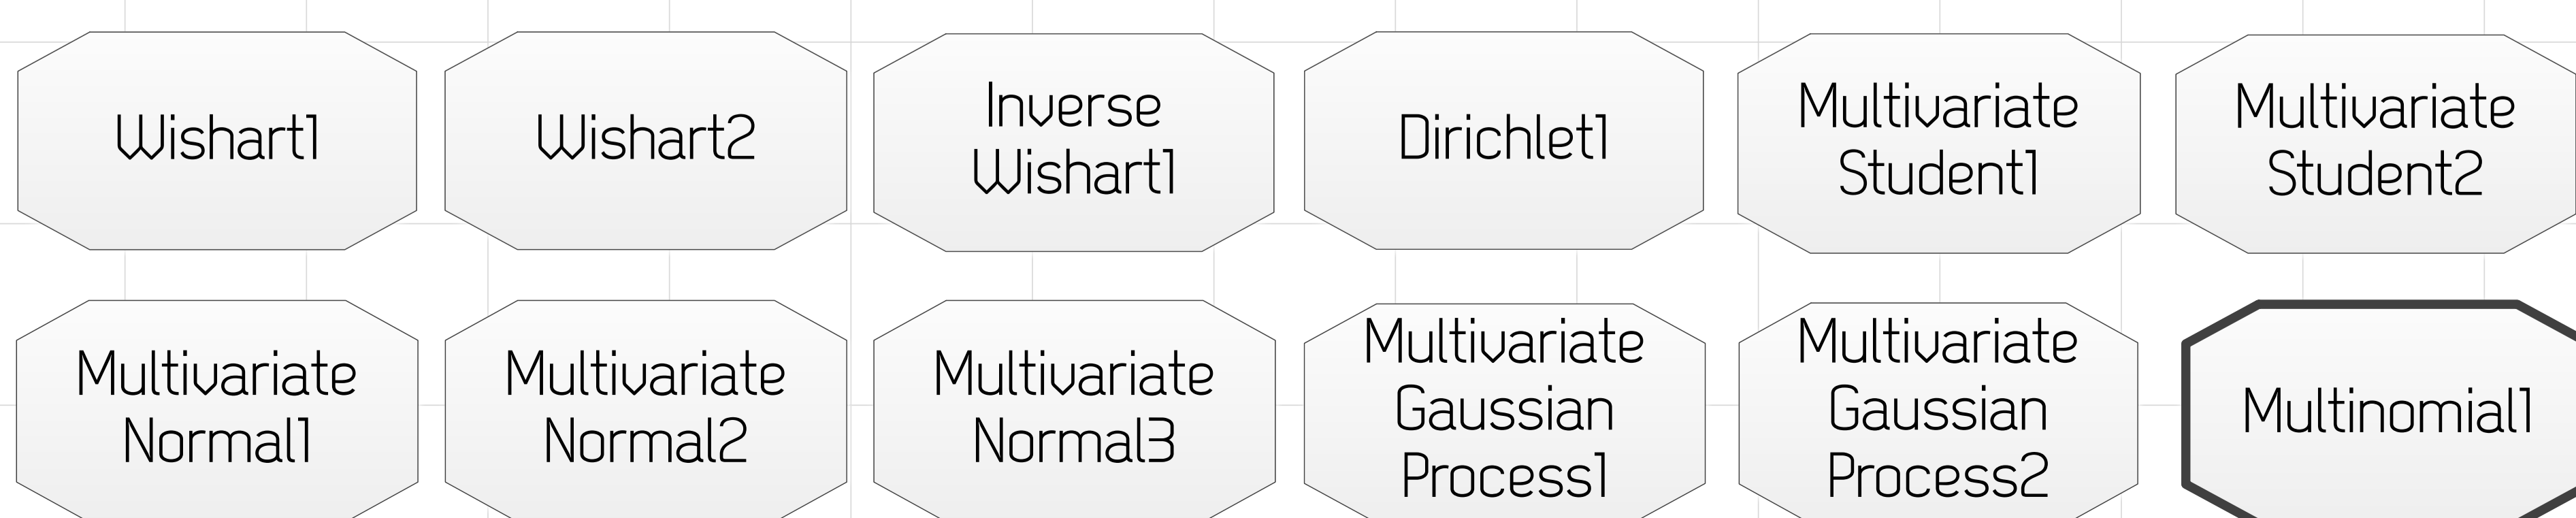 Wishart1
Wishart2
Inverse
Wishart1
Dirichlet1
Multivariate
Student1
Multivariate
Student2
Multivariate
Normal1
Multivariate
Normal2
Multivariate
Normal3
Multivariate
Gaussian
Process1
Multivariate
Gaussian
Process2
Multinomial1